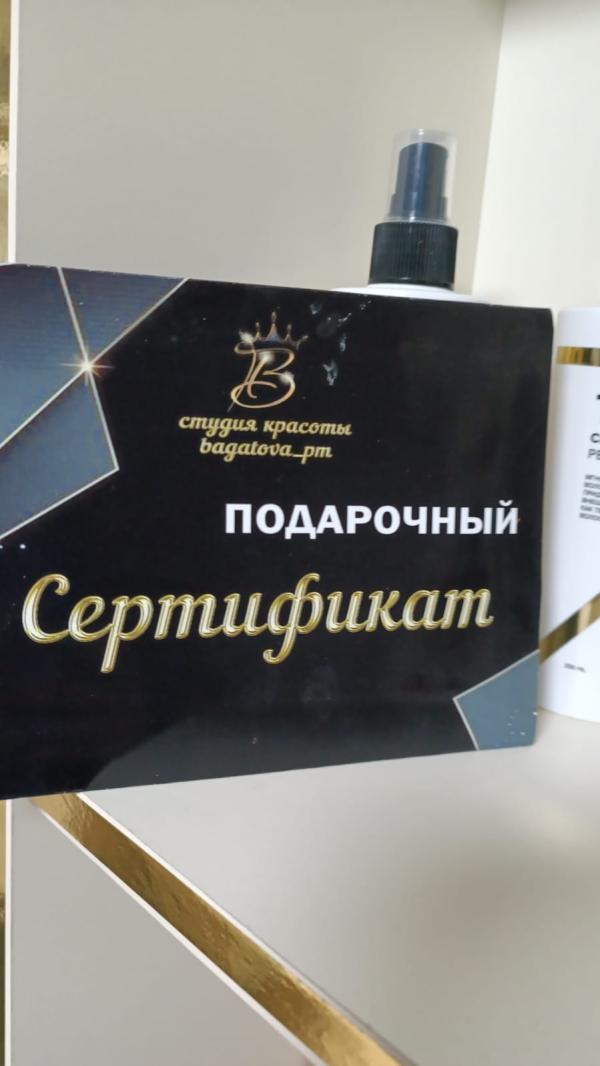 B
студия красоты
bagatova_pm
ПОДАРОЧНЫЙ
Сертификат